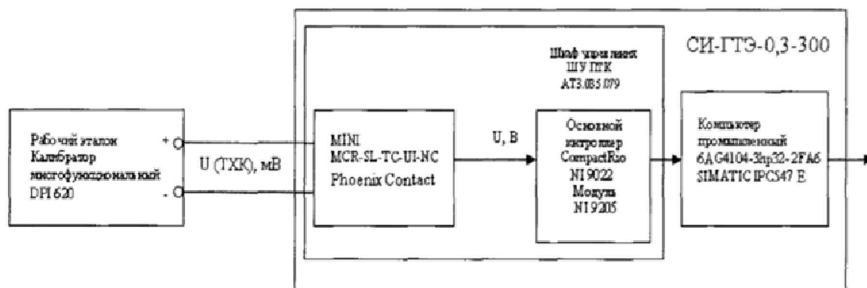 СИ-ГТЭ-0,3-300
Шкаф управления
ШУ ПТК
АТ3.035.079
Рабочий эталон
Калибратор
многофункциональный
DPI 620
+
-
U (ТХК), мВ
MINI
MCR-SL-TC-UI-NC
Phoenix Contact
U, В
Основной
контроллер
CompactRio
NI 9022
Модуль
NI 9205
Компьютер
промышленный
6AG4104-3hp32-2FA6
SIMATIC IPC547 E